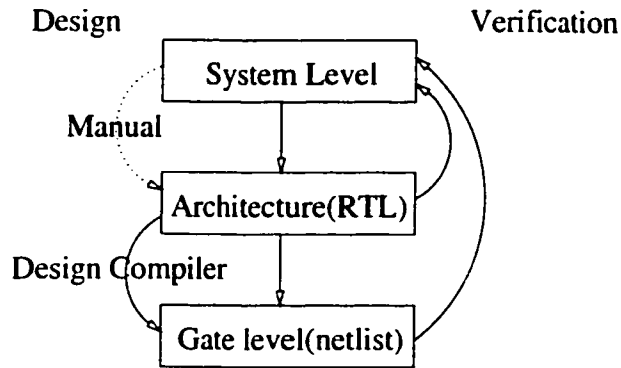 Design
Verification
System Level
Manual
Architecture(RTL)
Design Compiler
Gate level(netlist)